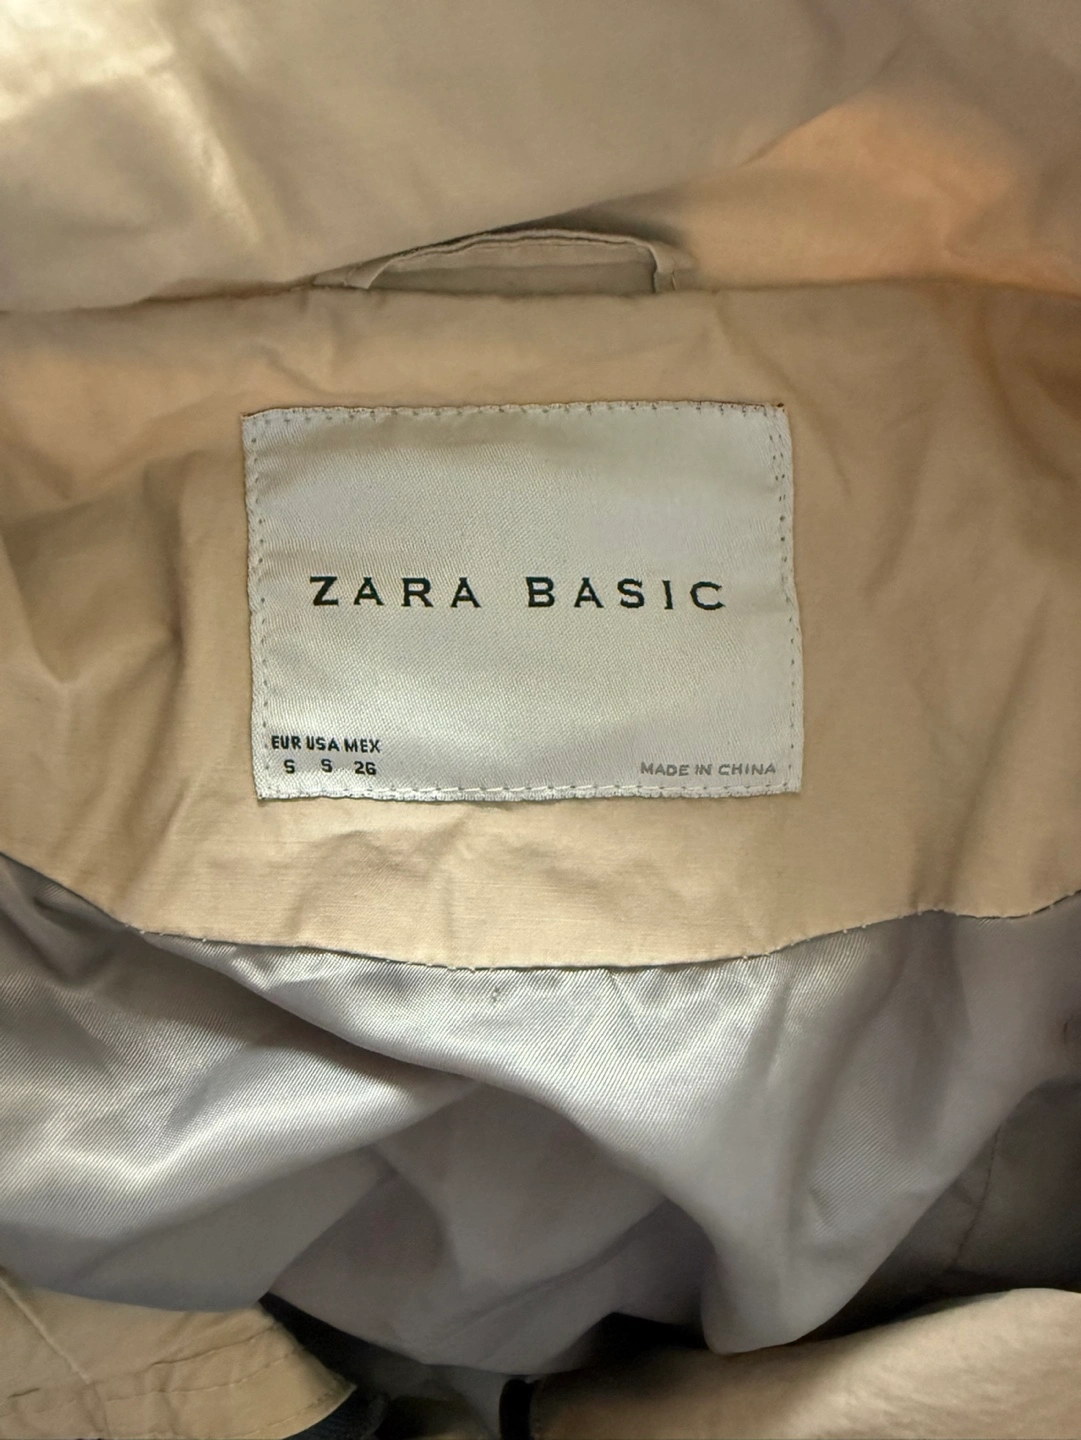 ZARA BASIC
EUR USA MEX
S S 26
MADE IN CHINA